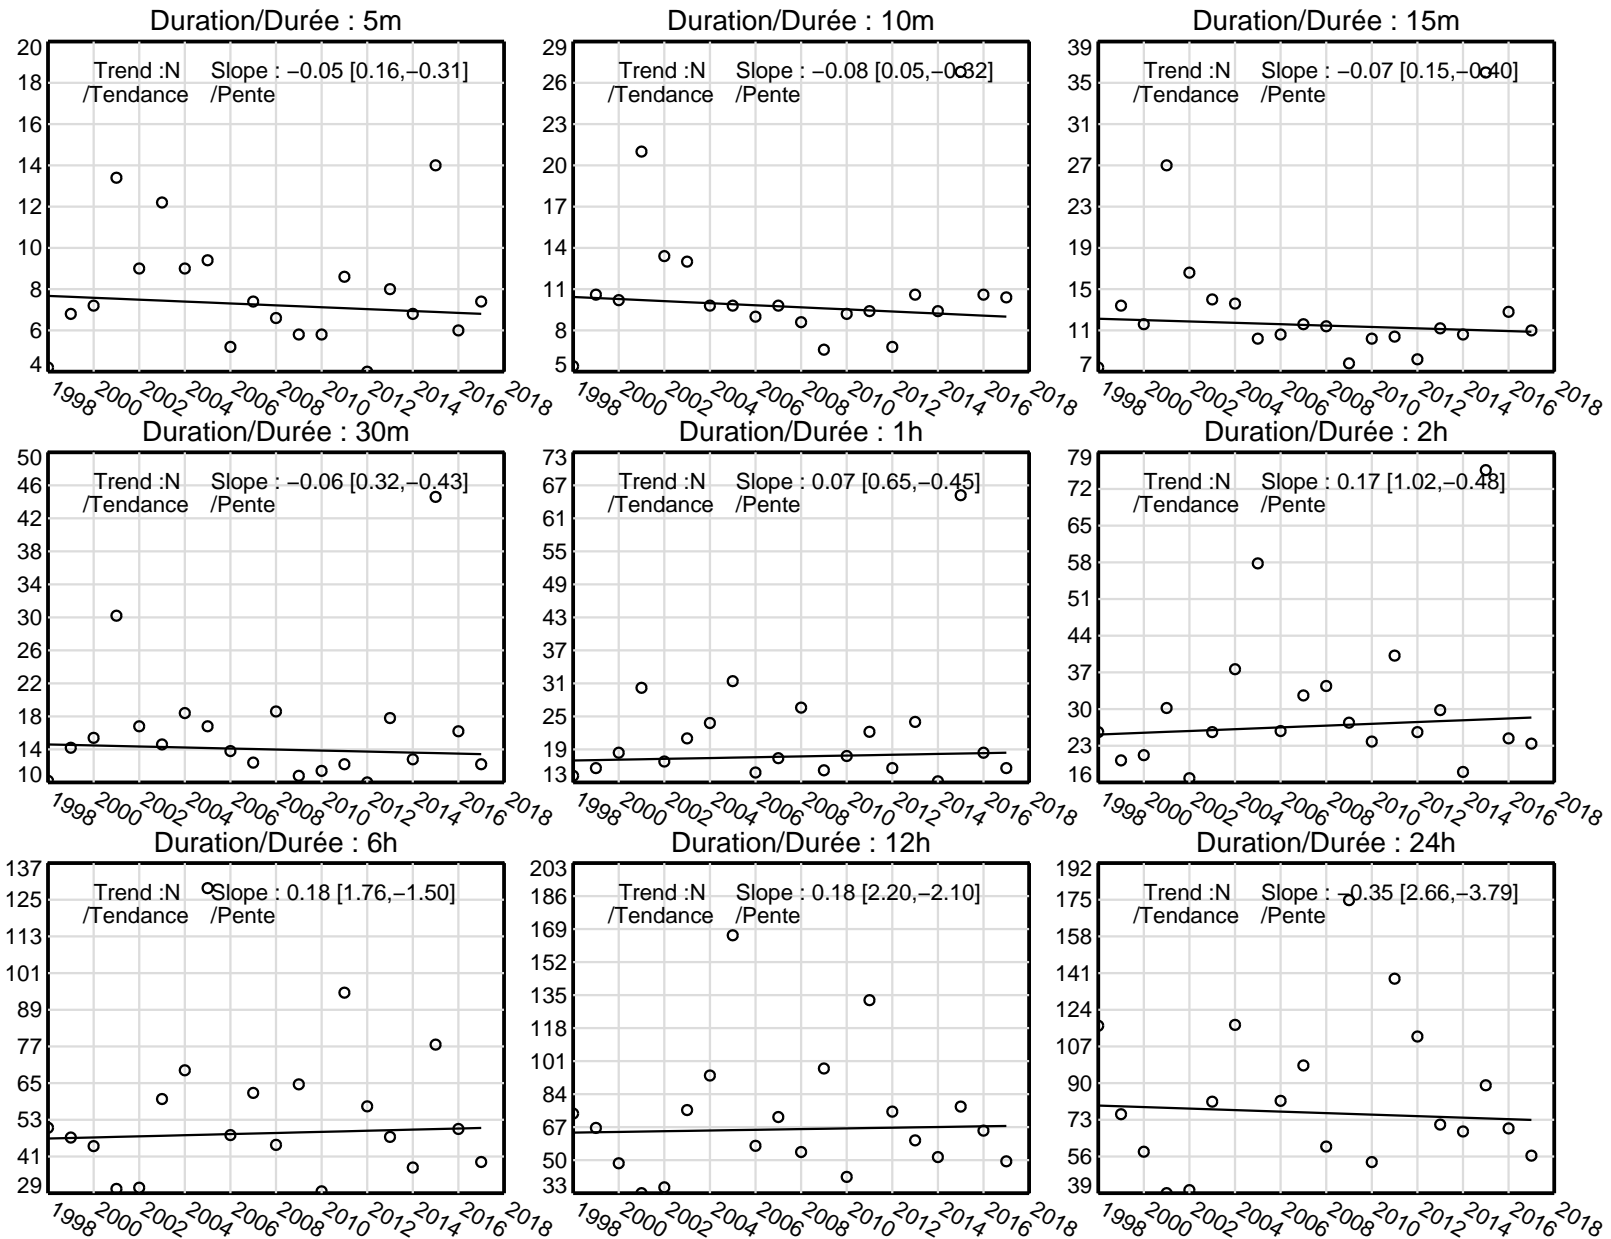 Duration/Durée : 5m
20
18
16
14
12
10
8
6
4
Trend :N Slope : −0.05 [0.16,−0.31]
/Tendance /Pente
1998 2000 2002 2004 2006 2008 2010 2012 2014 2016 2018
Duration/Durée : 10m
29
26
23
20
17
14
11
8
5
Trend :N Slope : −0.08 [0.05,−0.32]
/Tendance /Pente
1998 2000 2002 2004 2006 2008 2010 2012 2014 2016 2018
Duration/Durée : 15m
39
35
31
27
23
19
15
11
7
Trend :N Slope : −0.07 [0.15,−0.40]
/Tendance /Pente
1998 2000 2002 2004 2006 2008 2010 2012 2014 2016 2018
Duration/Durée : 30m
50
46
42
38
34
30
26
22
18
14
10
Trend :N Slope : −0.06 [0.32,−0.43]
/Tendance /Pente
1998 2000 2002 2004 2006 2008 2010 2012 2014 2016 2018
Duration/Durée : 1h
73
67
61
55
49
43
37
31
25
19
13
Trend :N Slope : 0.07 [0.65,−0.45]
/Tendance /Pente
1998 2000 2002 2004 2006 2008 2010 2012 2014 2016 2018
Duration/Durée : 2h
79
72
65
58
51
44
37
30
23
16
Trend :N Slope : 0.17 [1.02,−0.48]
/Tendance /Pente
1998 2000 2002 2004 2006 2008 2010 2012 2014 2016 2018
Duration/Durée : 6h
137
125
113
101
89
77
65
53
41
29
Trend :N Slope : 0.18 [1.76,−1.50]
/Tendance /Pente
1998 2000 2002 2004 2006 2008 2010 2012 2014 2016 2018
Duration/Durée : 12h
203
186
169
152
135
118
101
84
67
50
33
Trend :N Slope : 0.18 [2.20,−2.10]
/Tendance /Pente
1998 2000 2002 2004 2006 2008 2010 2012 2014 2016 2018
Duration/Durée : 24h
192
175
158
141
124
107
90
73
56
39
Trend :N Slope : −0.35 [2.66,−3.79]
/Tendance /Pente
1998 2000 2002 2004 2006 2008 2010 2012 2014 2016 2018